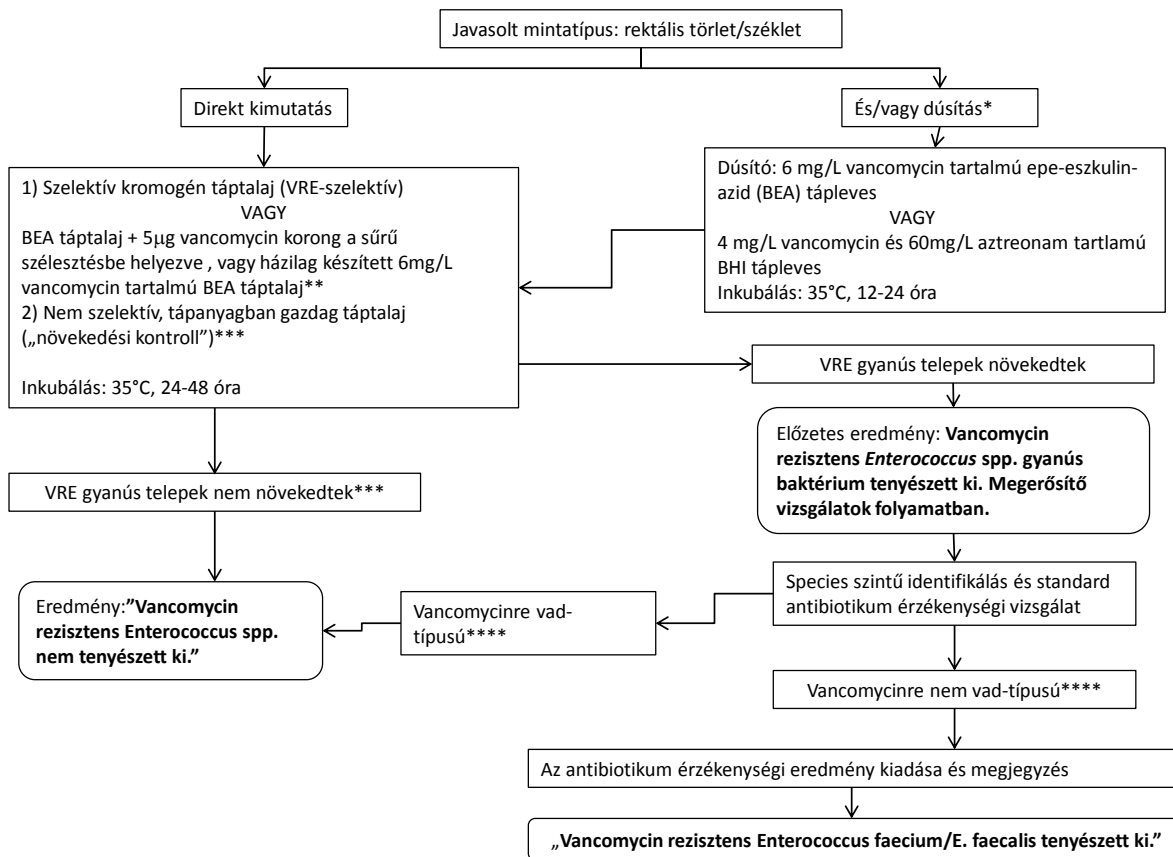 Javasolt mintatípus: rektális törlet/széklet
Direkt kimutatás
És/vagy dúsítás*
1) Szelektív kromogén táptalaj (VRE-szelektív)
VAGY
BEA táptalaj + 5µg vancomycin korong a sűrű
szélesztésbe helyezve , vagy házilag készített 6mg/L
vancomycin tartalmú BEA táptalaj**
2) Nem szelektív, tápanyagban gazdag táptalaj
(„növekedési kontroll")***
Inkubálás: 35°C, 24-48 óra
Dúsító: 6 mg/L vancomycin tartalmú epe-eszkulin-
azid (BEA) tápleves
VAGY
4 mg/L vancomycin és 60mg/L aztreonam tartlamú
BHI tápleves
Inkubálás: 35°C, 12-24 óra
VRE gyanús telepek növekedtek
Előzetes eredmény: Vancomycin
rezisztens Enterococcus spp. gyanús
baktérium tenyészett ki. Megerősítő
vizsgálatok folyamatban.
VRE gyanús telepek nem növekedtek***
Species szintű identifikálás és standard
antibiotikum érzékenységi vizsgálat
Vancomycinre vad-
típusú****
Eredmény:”Vancomycin
rezisztens Enterococcus spp.
nem tenyészett ki.”
Vancomycinre nem vad-típusú****
Az antibiotikum érzékenységi eredmény kiadása és megjegyzés
„Vancomycin rezisztens Enterococcus faecium/E. faecalis tenyészett ki.”